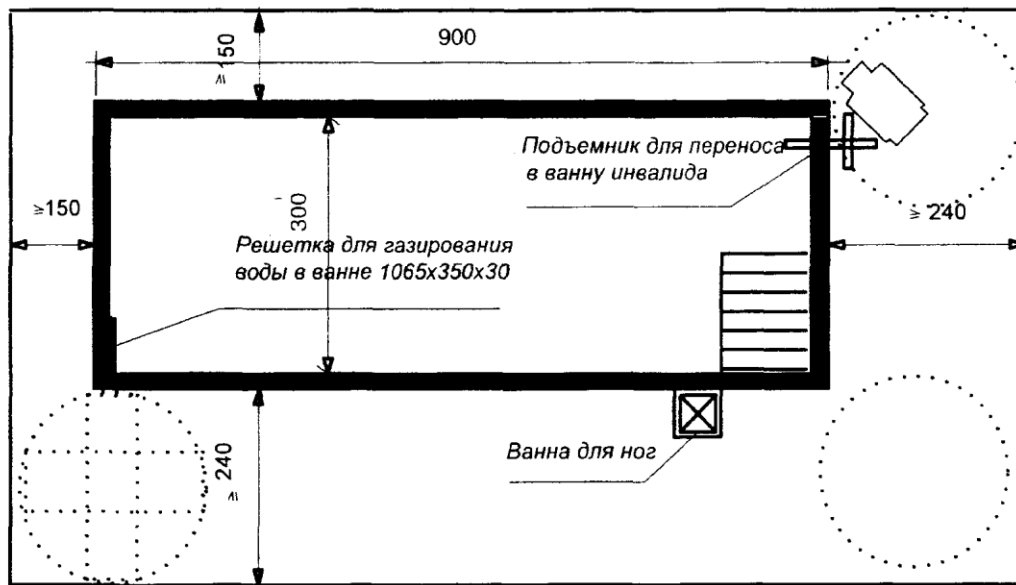 900
≥150
Подъемник для переноса
в ванну инвалида
≥150
300
≥ 240
Решетка для газирования
воды в ванне 1065х350х30
Ванна для ног
≥ 240